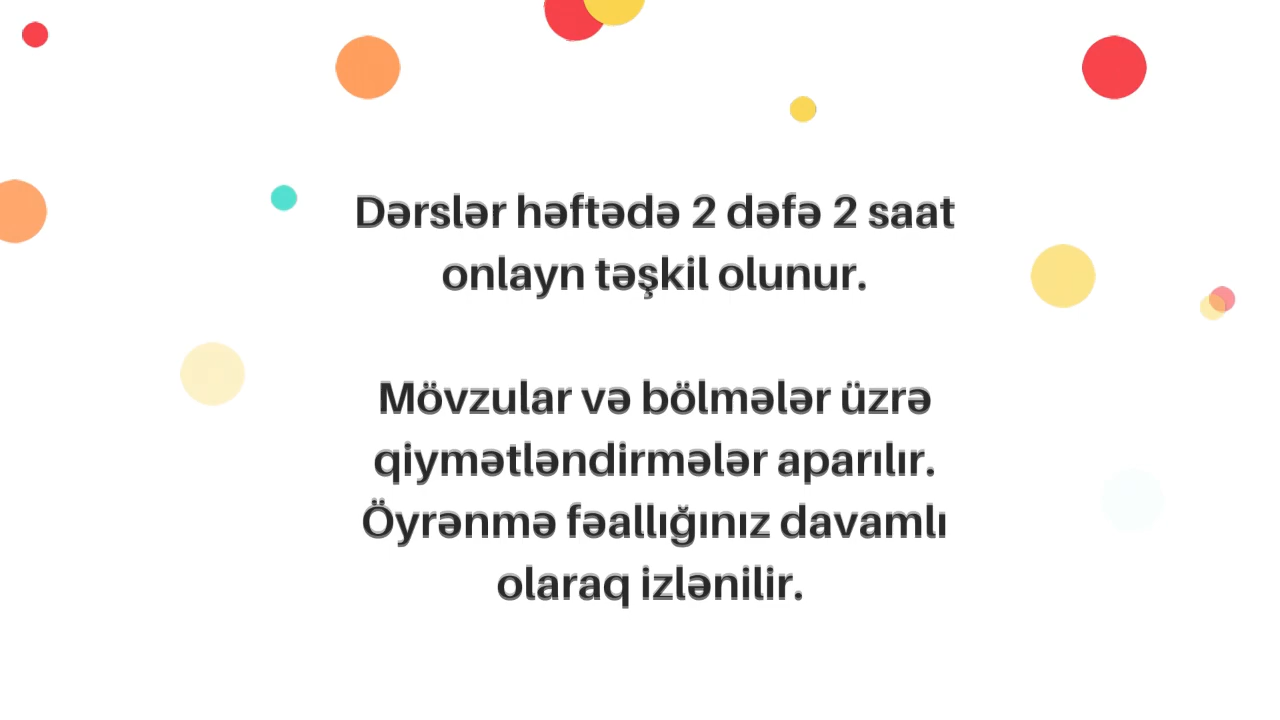 Dərslər həftədə 2 dəfə 2 saat
onlayn təşkil olunur.
Mövzular və bölmələr üzrə
qiymətləndirmələr aparılır.
Öyrənmə fəallığınız davamlı
olaraq izlənilir.